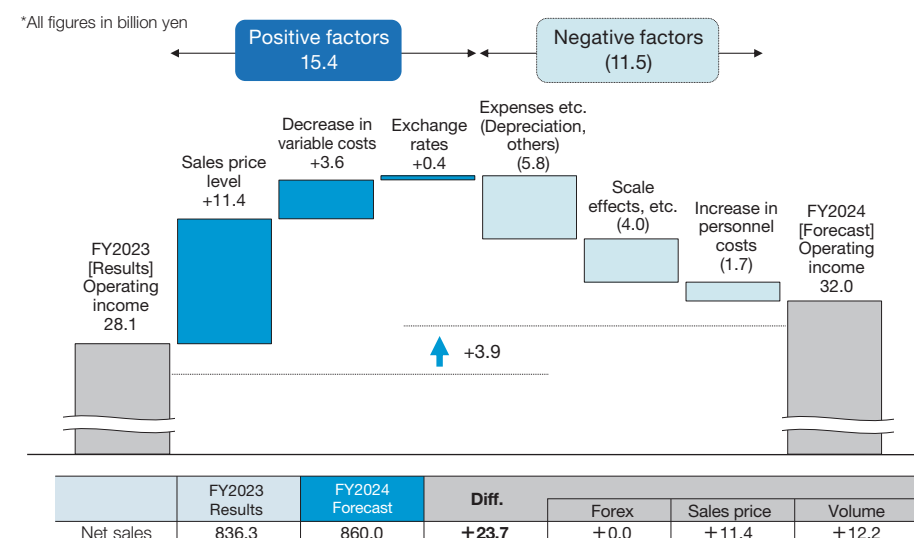 *All figures in billion yen
Positive factors
15.4
Negative factors
(11.5)
FY2023
[Results]
Operating
income
28.1
Sales price
level
+11.4
Decrease in
variable costs
+3.6
Exchange
rates
+0.4
Expenses etc.
(Depreciation,
others)
(5.8)
Scale
effects, etc.
(4.0)
Increase in
personnel
costs
(1.7)
FY2024
[Forecast]
Operating
income
32.0
+3.9
FY2023
Results
FY2024
Forecast
Diff.
Forex
Sales price
Volume
Net sales
836.3
860.0
+23.7
+0.0
+11.4
+12.2